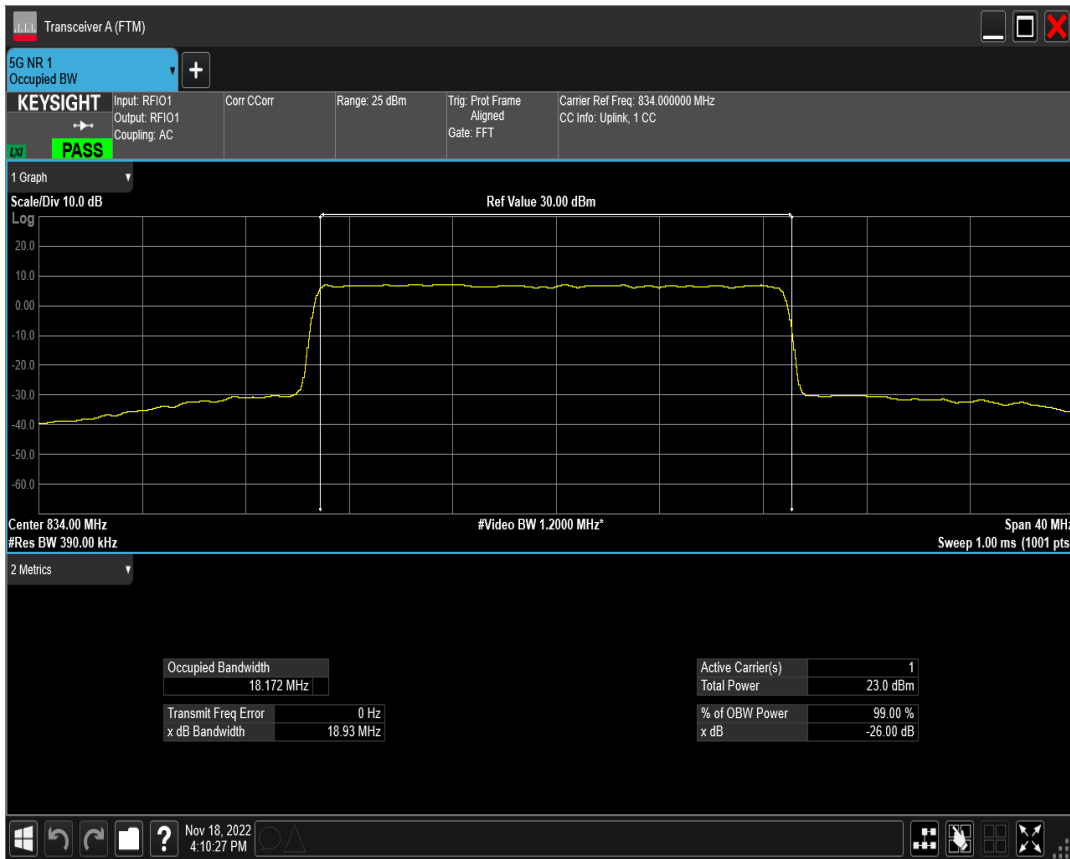 Transceiver A (FTM)
5G NR 1
Occupied BW
+
KEYSIGHT
LXI
PASS
Input: RFIO1
Output: RFIO1
Coupling: AC
Corr CCorr
Range: 25 dBm
Trig: Prot Frame
Aligned
Gate: FFT
Carrier Ref Freq: 834.000000 MHz
CC Info: Uplink, 1 CC
1 Graph
Scale/Div 10.0 dB
Ref Value 30.00 dBm
Log
20.0
10.0
0.00
-10.0
-20.0
-30.0
-40.0
-50.0
-60.0
Center 834.00 MHz
#Video BW 1.2000 MHz*
Span 40 MHz
#Res BW 390.00 kHz
Sweep 1.00 ms (1001 pts
2 Metrics
Occupied Bandwidth
18.172 MHz
Transmit Freq Error 0 Hz
x dB Bandwidth 18.93 MHz
Active Carrier(s) 1
Total Power 23.0 dBm
% of OBW Power 99.00 %
x dB -26.00 dB
?
Nov 18, 2022
4:10:27 PM